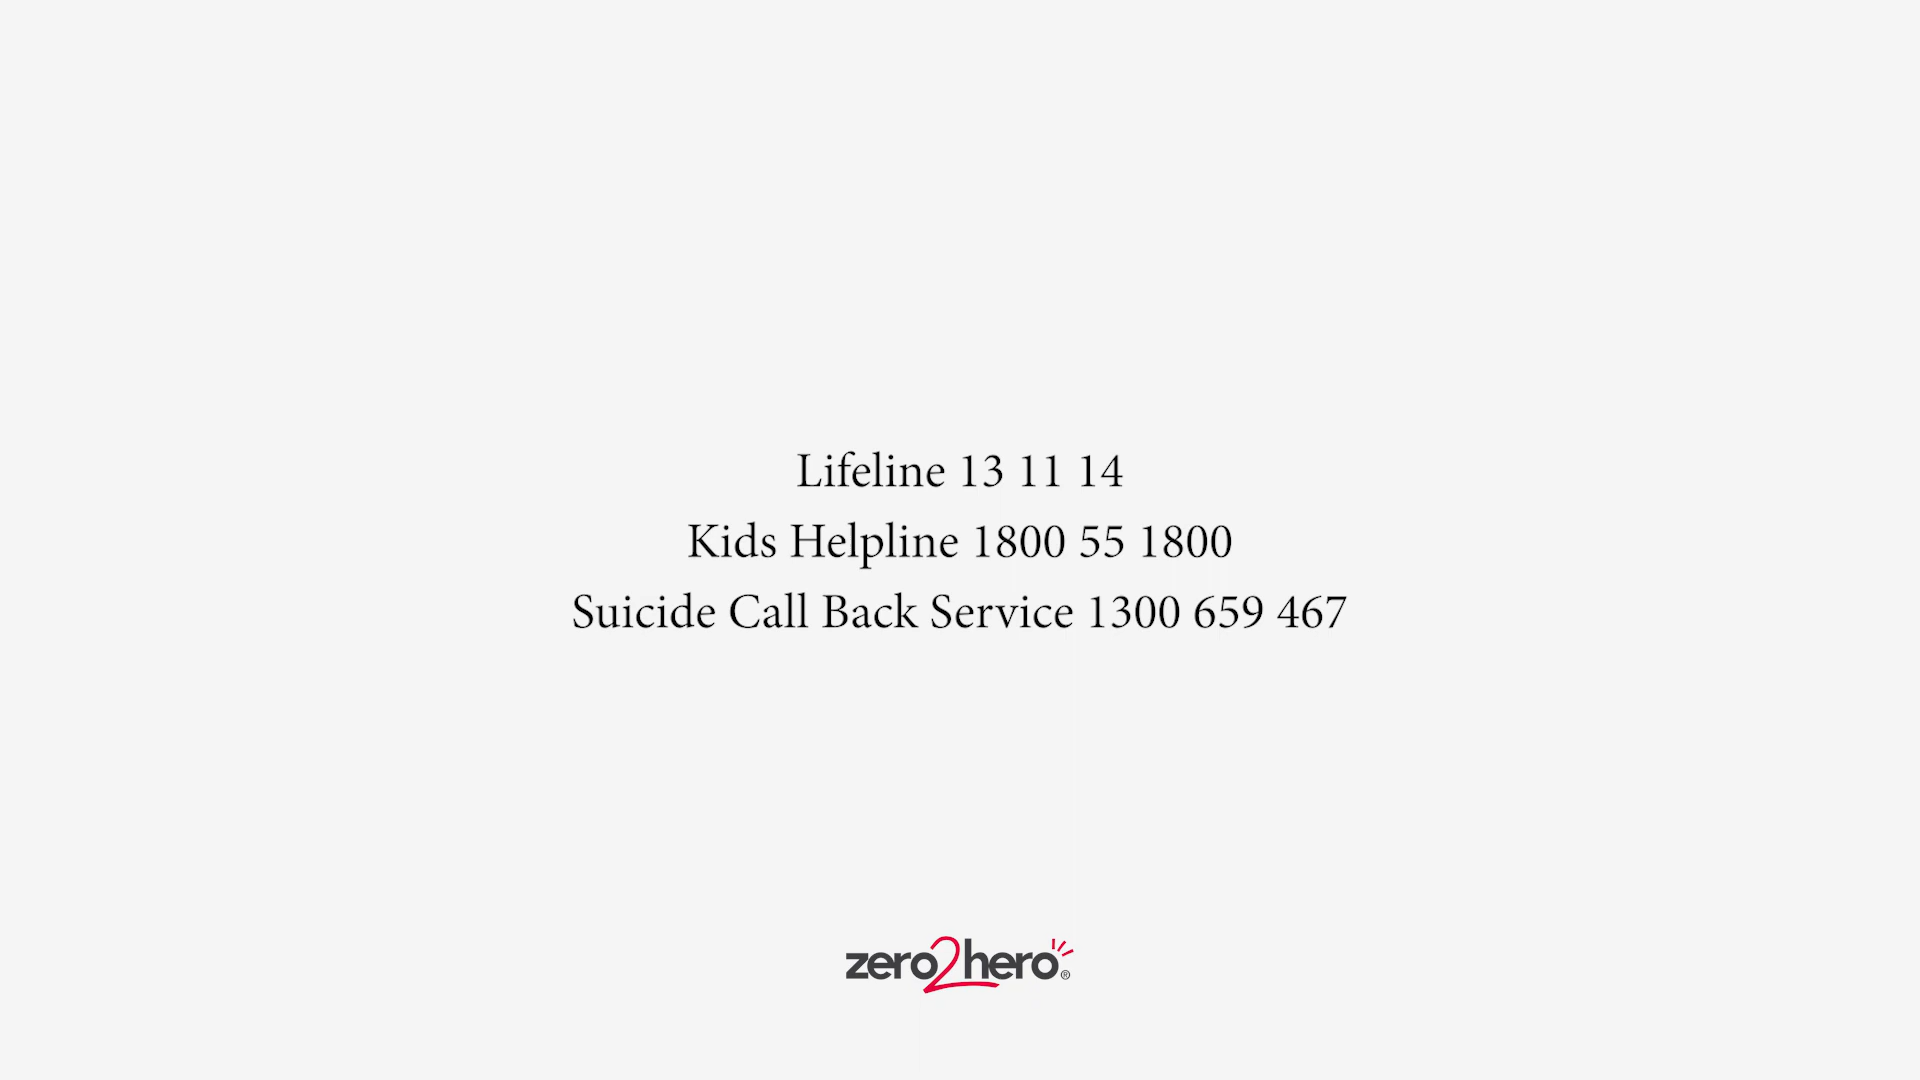 Lifeline 13 11 14
Kids Helpline 1800 55 1800
Suicide Call Back Service 1300 659 467
zero2hero®